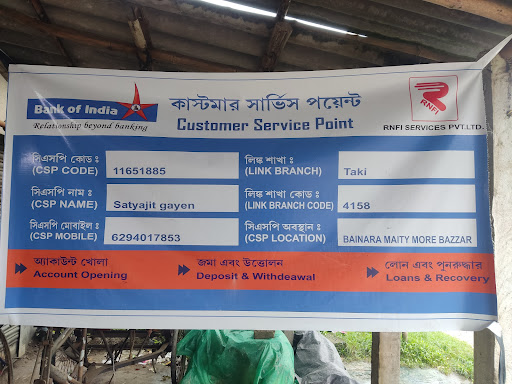 Bank of India
Relationship beyond banking
কাস্টমার সার্ভিস পয়েন্ট
Customer Service Point
RNFI
RNFI SERVICES PVT.LTD.
সিএসপি কোড :
(CSP CODE)
11651885
লিঙ্ক শাখা :
(LINK BRANCH)
Taki
সিএসপি নাম :
(CSP NAME)
Satyajit gayen
লিঙ্ক শাখা কোড :
(LINK BRANCH CODE)
4158
সিএসপি মোবাইল :
(CSP MOBILE)
6294017853
সিএসপি অবস্থান :
(CSP LOCATION)
BAINARA MAITY MORE BAZZAR
অ্যাকাউন্ট খোলা
Account Opening
জমা এবং উত্তোলন
Deposit & Withdeawal
লোন এবং পুনরুদ্ধার
Loans & Recovery